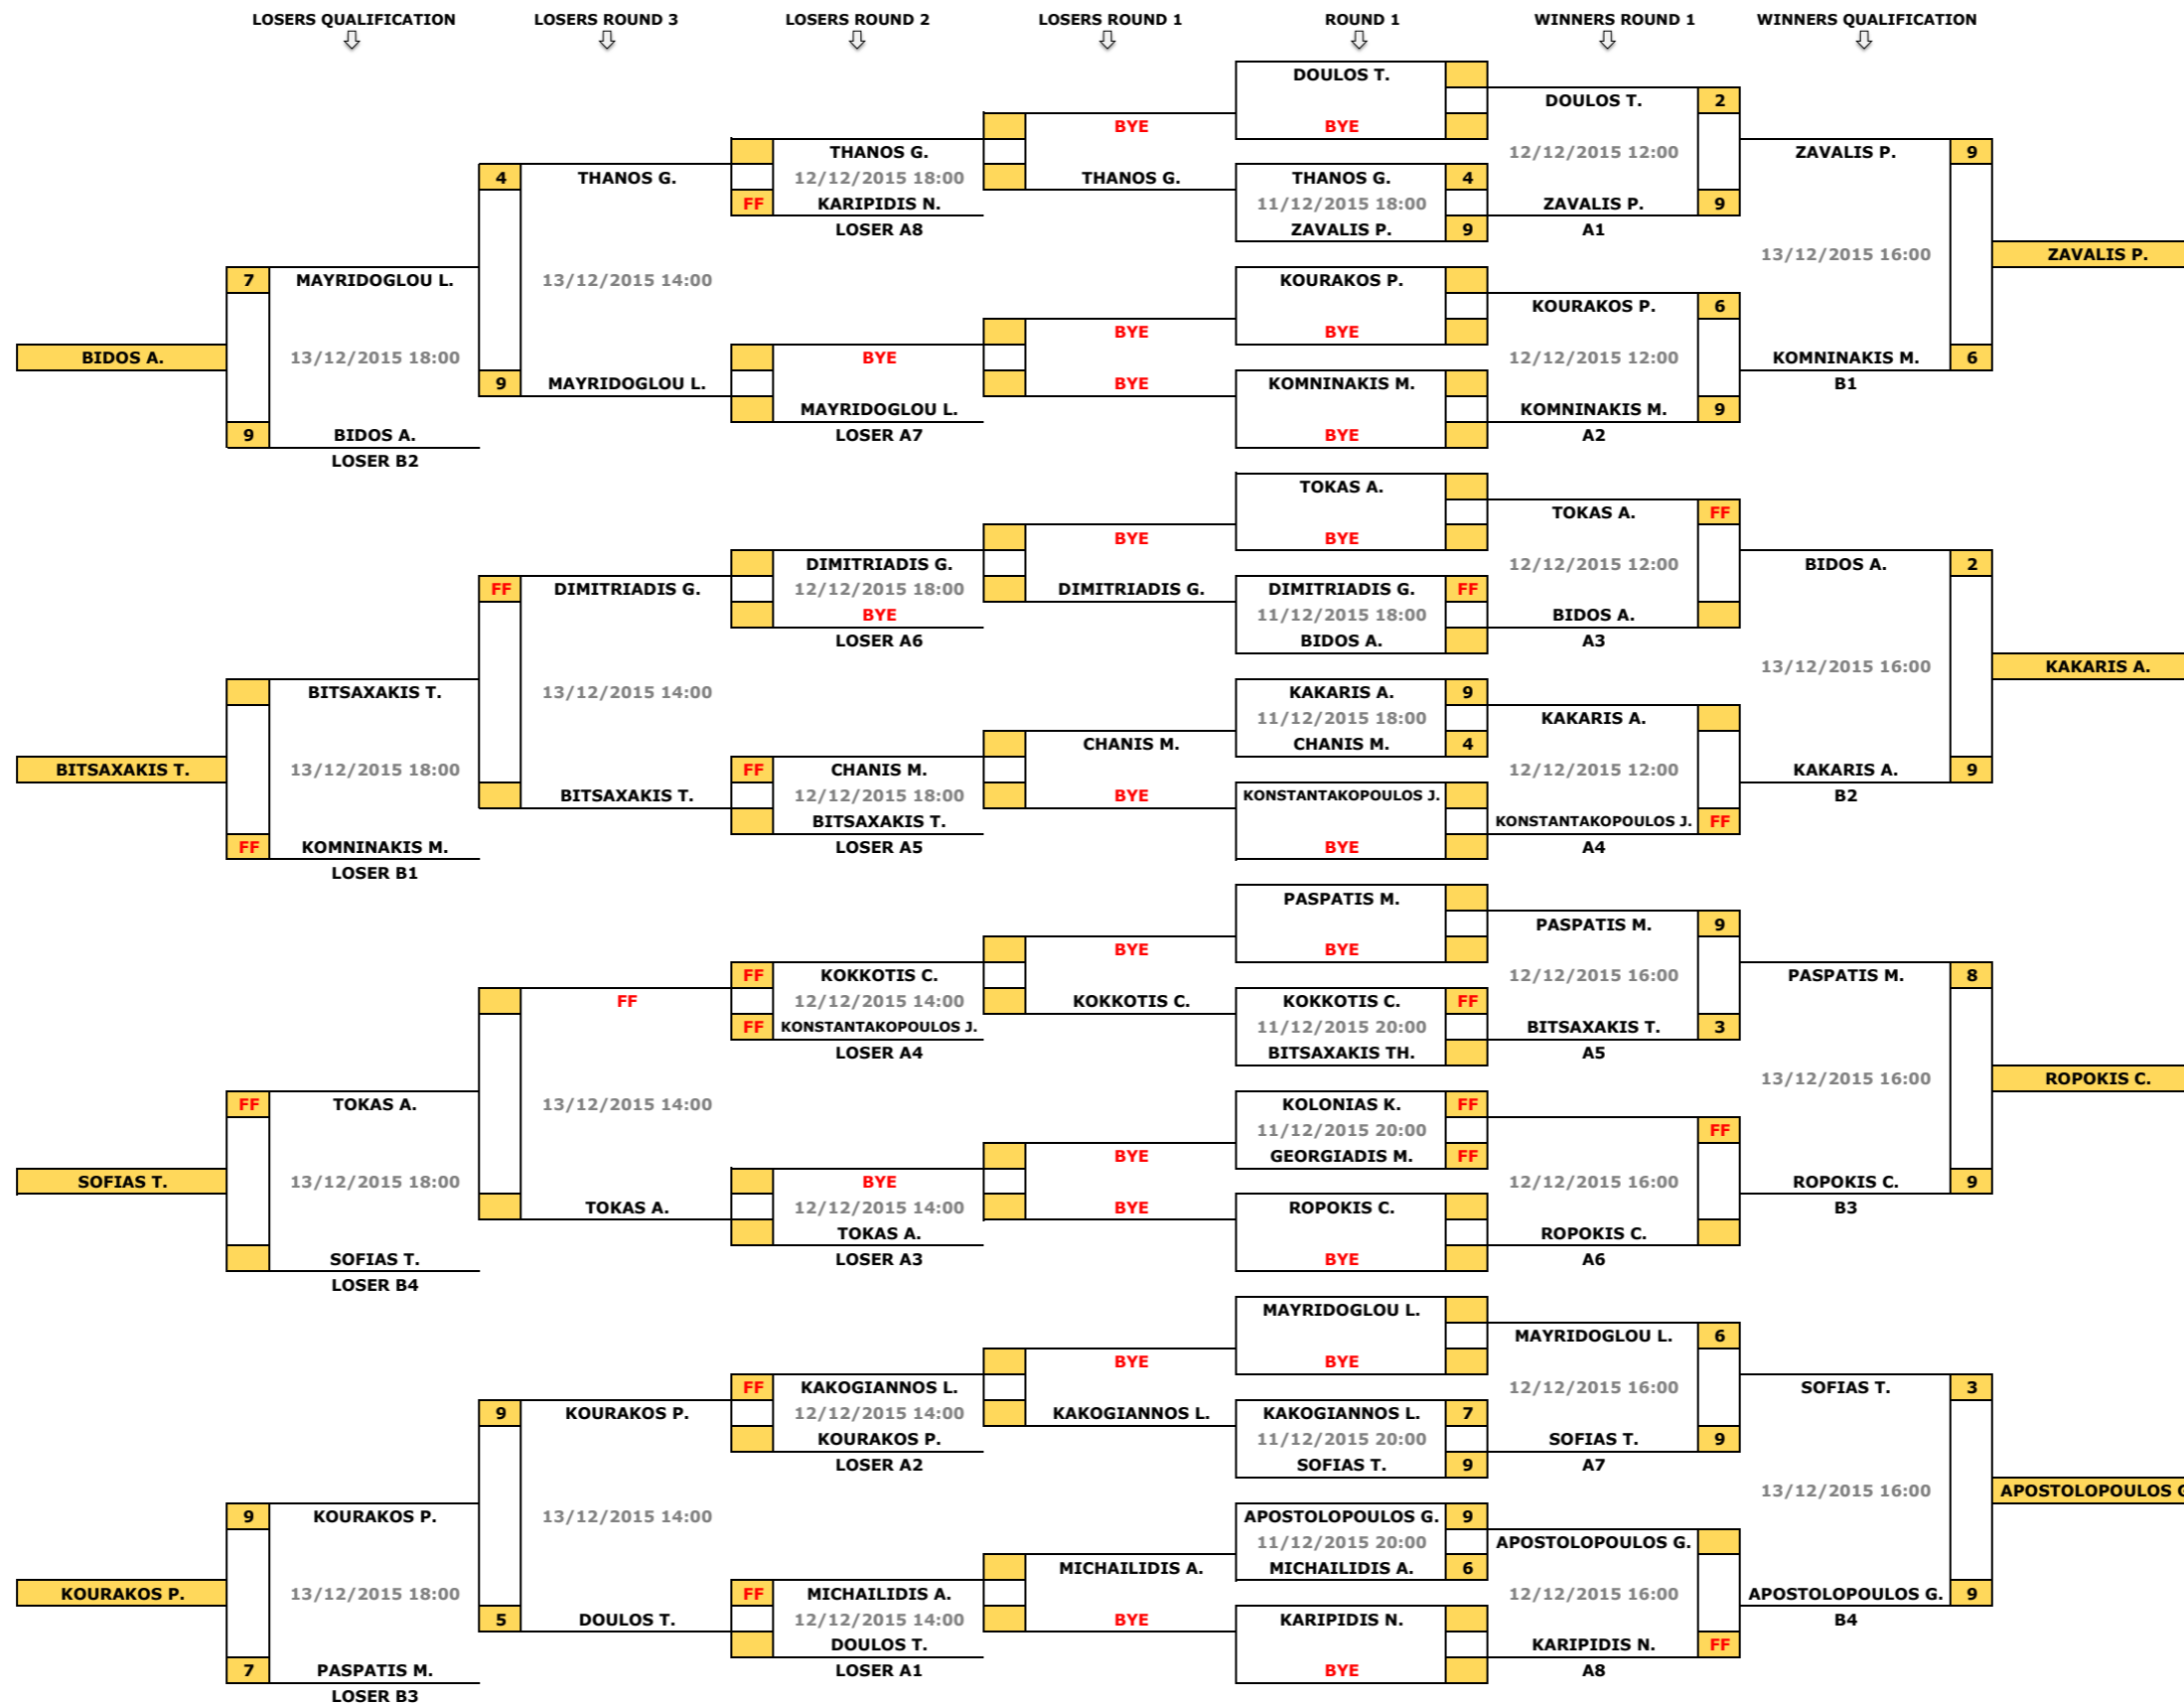 LOSERS QUALIFICATION LOSERS ROUND 3 LOSERS ROUND 2 LOSERS ROUND 1 ROUND 1 WINNERS ROUND 1 WINNERS QUALIFICATION
DOULOS T.
DOULOS T. 2
BYE BYE
THANOS G. 12/12/2015 12:00 ZAVALIS P. 9
4 THANOS G. 12/12/2015 18:00 THANOS G. THANOS G. 4
FF KARIPIDIS N. 11/12/2015 18:00 ZAVALIS P. 9
LOSER A8 ZAVALIS P. 9 A1
13/12/2015 16:00 ZAVALIS P.
7 MAYRIDOGLOU L. 13/12/2015 14:00 KOURAKOS P.
KOURAKOS P. 6
BYE BYE
BIDOS A. 13/12/2015 18:00 BYE 12/12/2015 12:00 KOMNINAKIS M. 6
9 MAYRIDOGLOU L. BYE KOMNINAKIS M. B1
MAYRIDOGLOU L. KOMNINAKIS M. 9
9 BIDOS A. LOSER A7 BYE A2
LOSER B2
TOKAS A.
TOKAS A. FF
BYE BYE
DIMITRIADIS G. 12/12/2015 12:00 BIDOS A. 2
FF DIMITRIADIS G. 12/12/2015 18:00 DIMITRIADIS G. DIMITRIADIS G. FF
BYE 11/12/2015 18:00 BIDOS A.
LOSER A6 BIDOS A. A3
13/12/2015 16:00 KAKARIS A.
BITSAXAKIS T. 13/12/2015 14:00 KAKARIS A. 9
11/12/2015 18:00 KAKARIS A.
CHANIS M. CHANIS M. 4
BITSAXAKIS T. 13/12/2015 18:00 FF CHANIS M. 12/12/2015 12:00 KAKARIS A. 9
BITSAXAKIS T. 12/12/2015 18:00 BYE KONSTANTAKOPOULOS J. B2
BITSAXAKIS T. KONSTANTAKOPOULOS J. FF
FF KOMNINAKIS M. LOSER A5 BYE A4
LOSER B1
PASPATIS M.
PASPATIS M. 9
BYE BYE
FF KOKKOTIS C. 12/12/2015 16:00 PASPATIS M. 8
FF 12/12/2015 14:00 KOKKOTIS C. KOKKOTIS C. FF
FF KONSTANTAKOPOULOS J. 11/12/2015 20:00 BITSAXAKIS T. 3
LOSER A4 BITSAXAKIS TH. A5
13/12/2015 16:00 ROPOKIS C.
FF TOKAS A. 13/12/2015 14:00 KOLONIAS K. FF
11/12/2015 20:00 FF
BYE GEORGIADIS M. FF
SOFIAS T. 13/12/2015 18:00 BYE 12/12/2015 16:00 ROPOKIS C. 9
TOKAS A. 12/12/2015 14:00 BYE ROPOKIS C. B3
TOKAS A. ROPOKIS C.
SOFIAS T. LOSER A3 BYE A6
LOSER B4
MAYRIDOGLOU L.
MAYRIDOGLOU L. 6
BYE BYE
FF KAKOGIANNOS L. 12/12/2015 16:00 SOFIAS T. 3
9 KOURAKOS P. 12/12/2015 14:00 KAKOGIANNOS L. KAKOGIANNOS L. 7
KOURAKOS P. 11/12/2015 20:00 SOFIAS T. 9
LOSER A2 SOFIAS T. 9 A7
13/12/2015 16:00
9 KOURAKOS P. 13/12/2015 14:00 APOSTOLOPOULOS G. 9
11/12/2015 20:00 APOSTOLOPOULOS G.
MICHAILIDIS A. MICHAILIDIS A. 6
KOURAKOS P. 13/12/2015 18:00 FF MICHAILIDIS A. 12/12/2015 16:00 APOSTOLOPOULOS G. 9
5 DOULOS T. 12/12/2015 14:00 BYE KARIPIDIS N. B4
DOULOS T. KARIPIDIS N. FF
7 PASPATIS M. LOSER A1 BYE A8
LOSER B3
APOSTOLOPOULOS